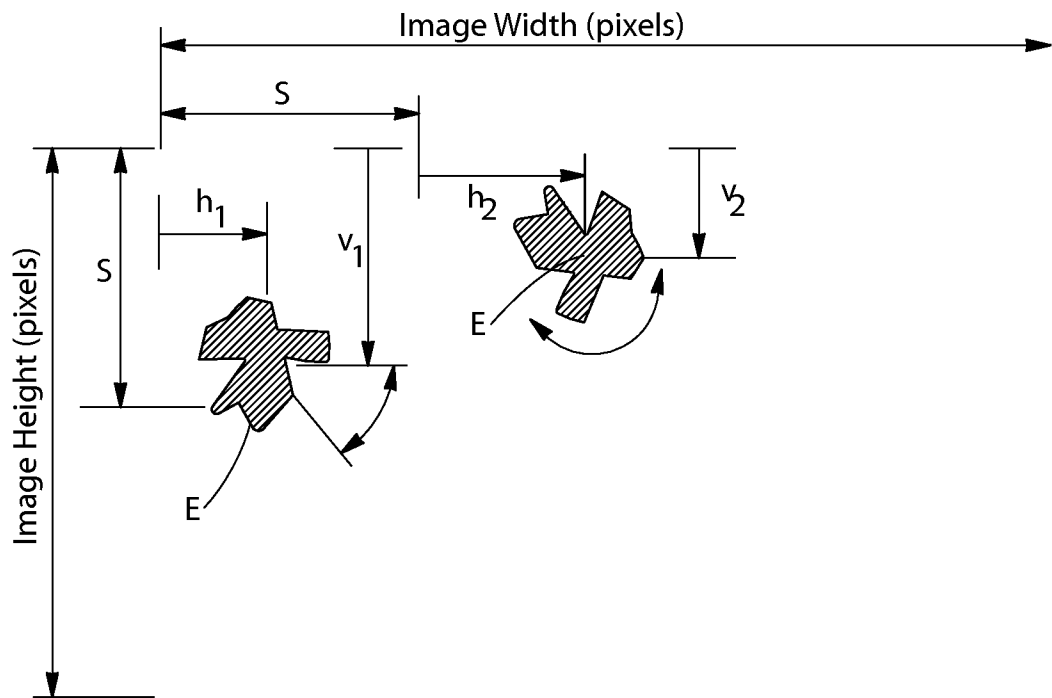 Image Width (pixels)
S
h1
v1
h2
v2
S
E
E
Image Height (pixels)